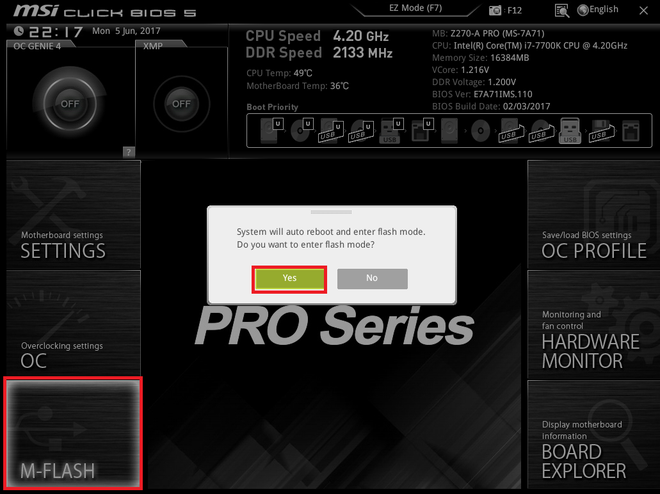 msi CLICK BIOS 5
EZ Mode (F7)
: F12
English
X
22:17 Mon 5 Jun, 2017
OC GENIE 4
XMP
OFF
OFF
?
CPU Speed 4.20 GHz
DDR Speed 2133 MHz
CPU Temp: 49°C
MotherBoard Temp: 36°C
MB: Z270-A PRO (MS-7A71)
CPU: Intel(R) Core(TM) i7-7700K CPU @ 4.20GHz
Memory Size: 16384MB
VCore: 1.216V
DDR Voltage: 1.200V
BIOS Ver: E7A71IMS.110
BIOS Build Date: 02/03/2017
Boot Priority
U U USB U USB U USB U U USB USB USB USB
Motherboard settings
SETTINGS
Overclocking settings
OC
M-FLASH
System will auto reboot and enter flash mode.
Do you want to enter flash mode?
Yes
No
PRO Series
Save/load BIOS settings
OC PROFILE
Monitoring and
fan control
HARDWARE
MONITOR
Display motherboard
information
BOARD
EXPLORER